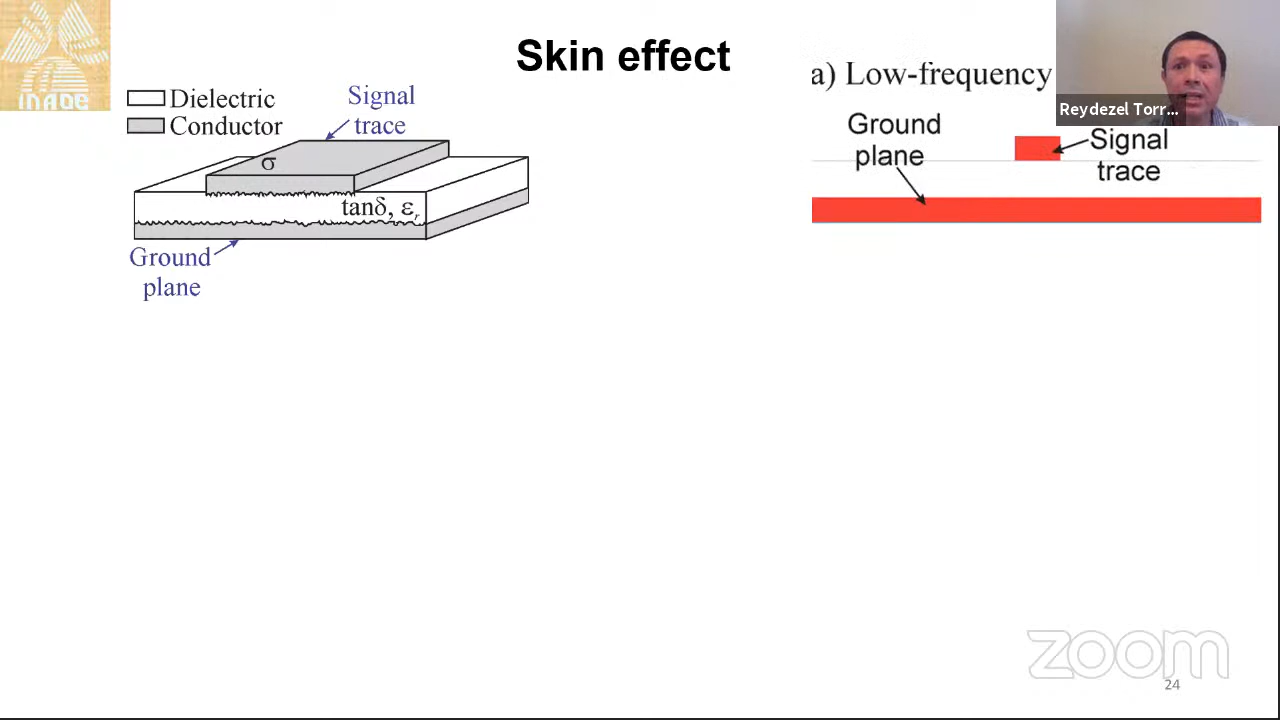 INAOE
Skin effect
Dielectric
Conductor
Signal
trace
σ
tanδ, εr
Ground
plane
a) Low-frequency
Ground
plane
Signal
trace
Reydezel Torr...
zoom
24